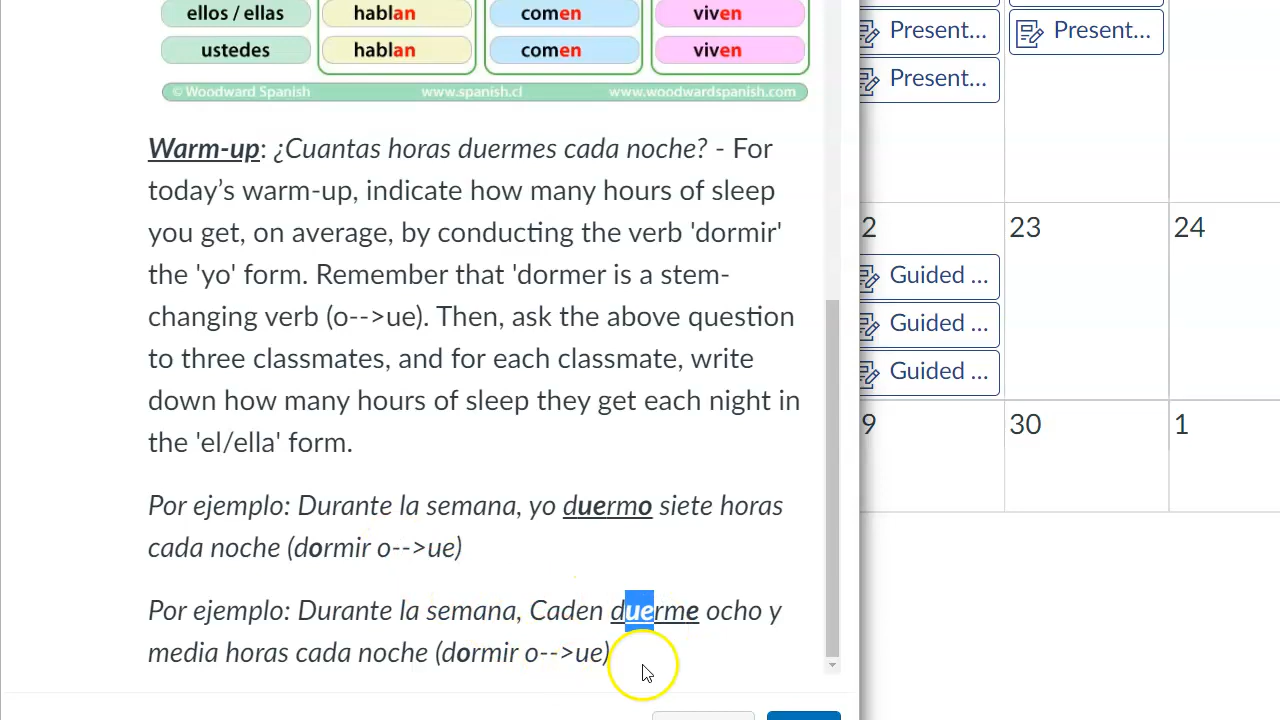 ellos / ellas hablan comen viven
ustedes hablan comen viven
© Woodward Spanish www.spanish.cl www.woodwardspanish.com
Warm-up: ¿Cuantas horas duermes cada noche? - For
today’s warm-up, indicate how many hours of sleep
you get, on average, by conducting the verb 'dormir'
the 'yo' form. Remember that 'dormer is a stem-
changing verb (o-->ue). Then, ask the above question
to three classmates, and for each classmate, write
down how many hours of sleep they get each night in
the 'el/ella' form.
Por ejemplo: Durante la semana, yo duermo siete horas
cada noche (dormir o-->ue)
Por ejemplo: Durante la semana, Caden duerme ocho y
media horas cada noche (dormir o-->ue)
Present... Present...
Present...
2 23 24
Guided ...
Guided ...
Guided ...
9 30 1